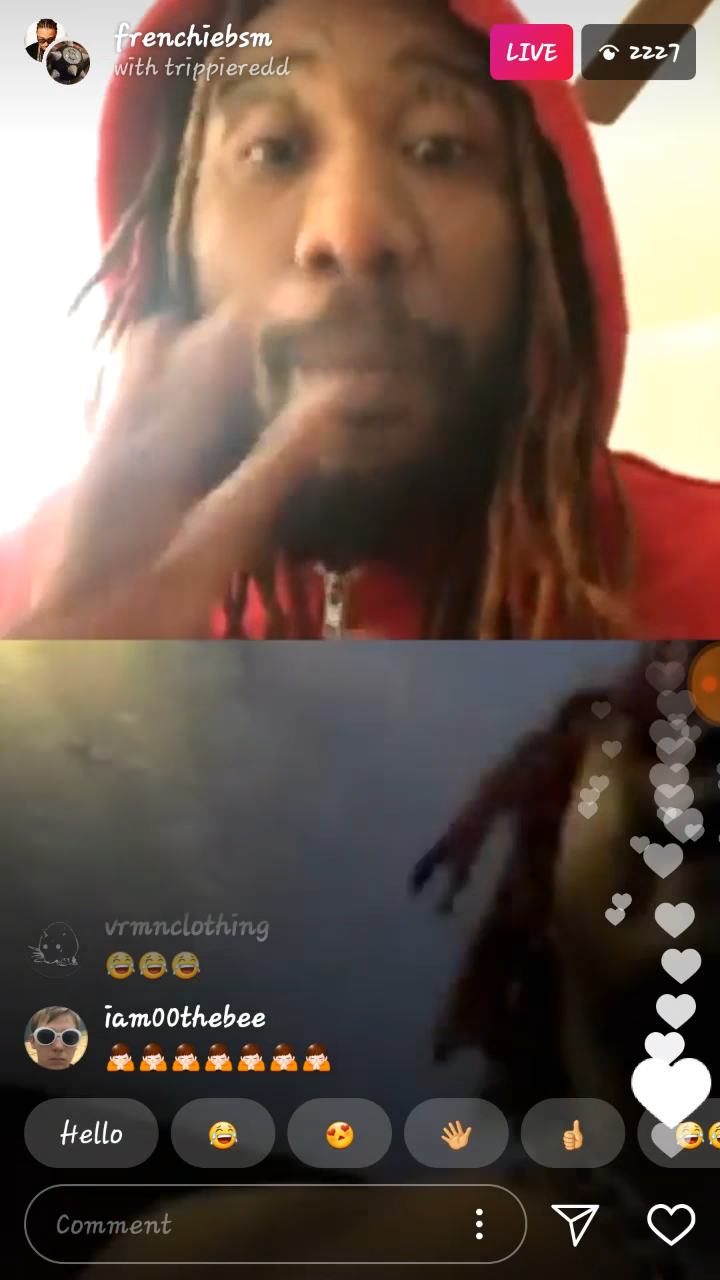 frenchiebsm
with trippieredd
LIVE
2227
vrmnclothing
😂😂😂
iam00thebee
🙇🙇🙇🙇🙇🙇🙇
Hello
Comment